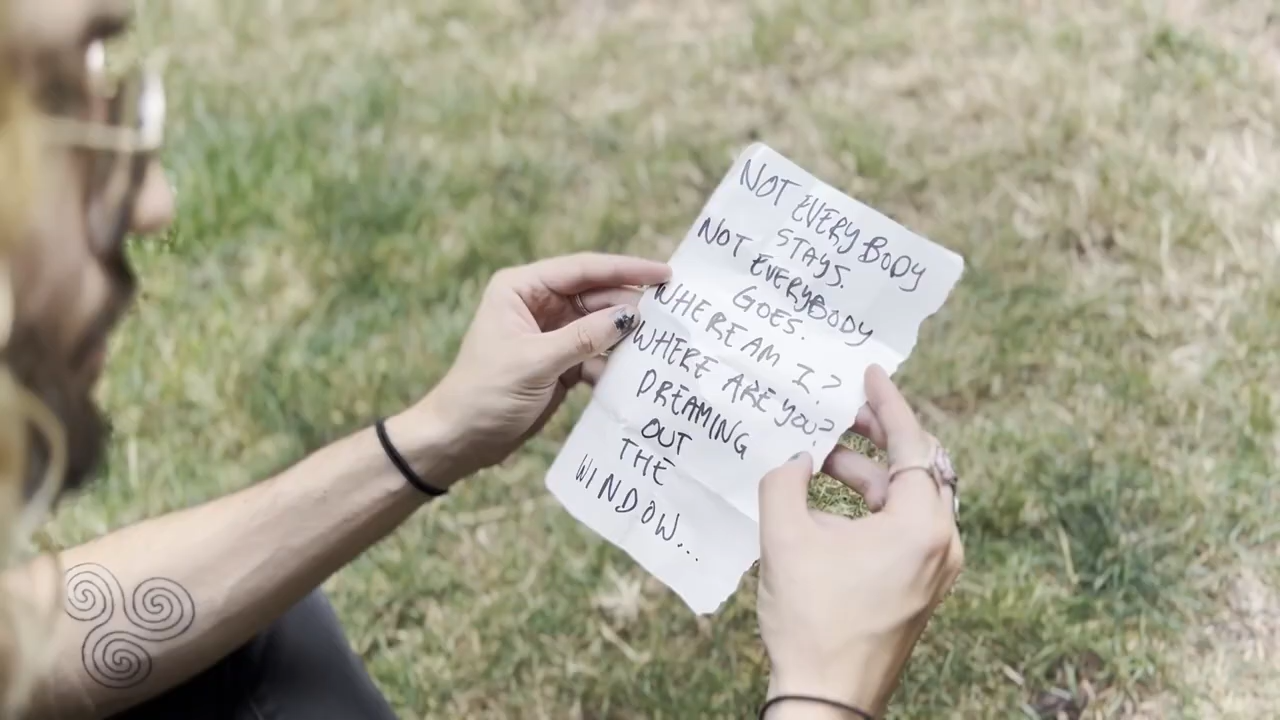 NOT EVERYBODY
STAYS.
NOT EVERYBODY
GOES.
WHERE AM I?
WHERE ARE YOU?
DREAMING
OUT
THE
WINDOW...